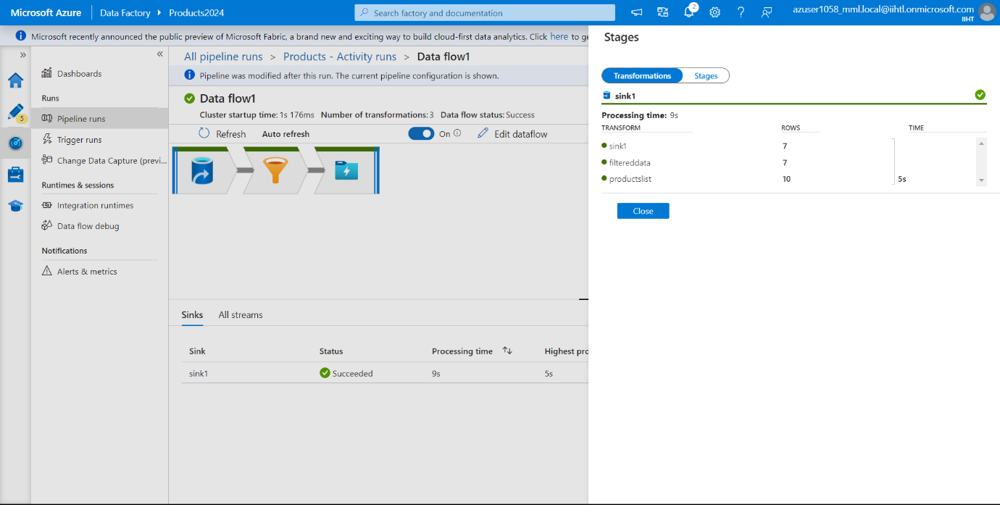 Microsoft Azure
Data Factory
Products2024
Search factory and documentation
2
azuser1058_mml.local@iihtl.onmicrosoft.com
IIHT
Microsoft recently announced the public preview of Microsoft Fabric, a brand new and exciting way to build cloud-first data analytics. Click here to ge
Dashboards
Runs
Pipeline runs
Trigger runs
Change Data Capture (previ...
Runtimes & sessions
Integration runtimes
Data flow debug
Notifications
Alerts & metrics
5
All pipeline runs > Products - Activity runs > Data flow1
Pipeline was modified after this run. The current pipeline configuration is shown.
Data flow1
Cluster startup time: 1s 176ms Number of transformations: 3 Data flow status: Success
Refresh Auto refresh On Edit dataflow
Sinks All streams
Sink Status Processing time Highest pro
sink1 Succeeded 9s 5s
Stages
Transformations Stages
sink1
Processing time: 9s
TRANSFORM ROWS TIME
sink1 7
filtereddata 7
productslist 10 5s
Close